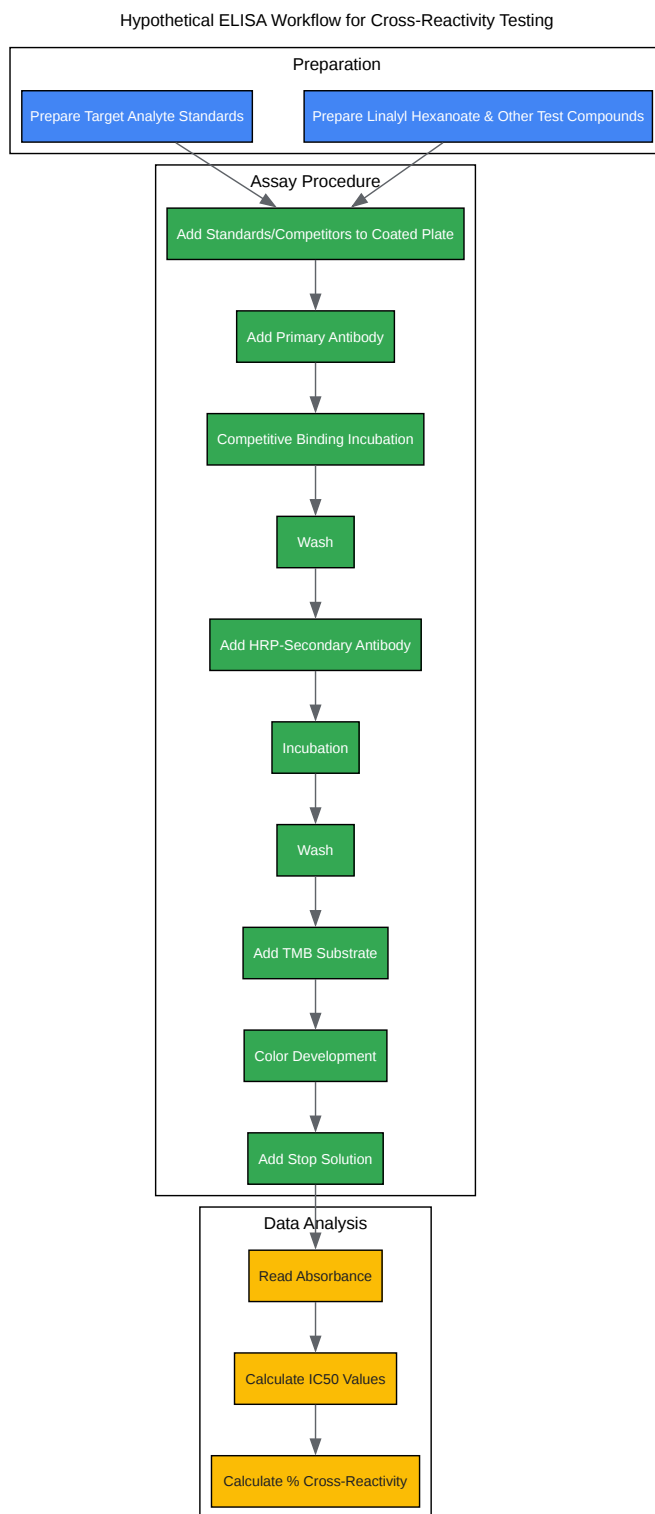 Hypothetical ELISA Workflow for Cross-Reactivity Testing
Preparation
Prepare Target Analyte Standards
Prepare Linalyl Hexanoate & Other Test Compounds
Assay Procedure
Add Standards/Competitors to Coated Plate
Add Primary Antibody
Competitive Binding Incubation
Wash
Add HRP-Secondary Antibody
Incubation
Wash
Add TMB Substrate
Color Development
Add Stop Solution
Data Analysis
Read Absorbance
Calculate IC50 Values
Calculate % Cross-Reactivity